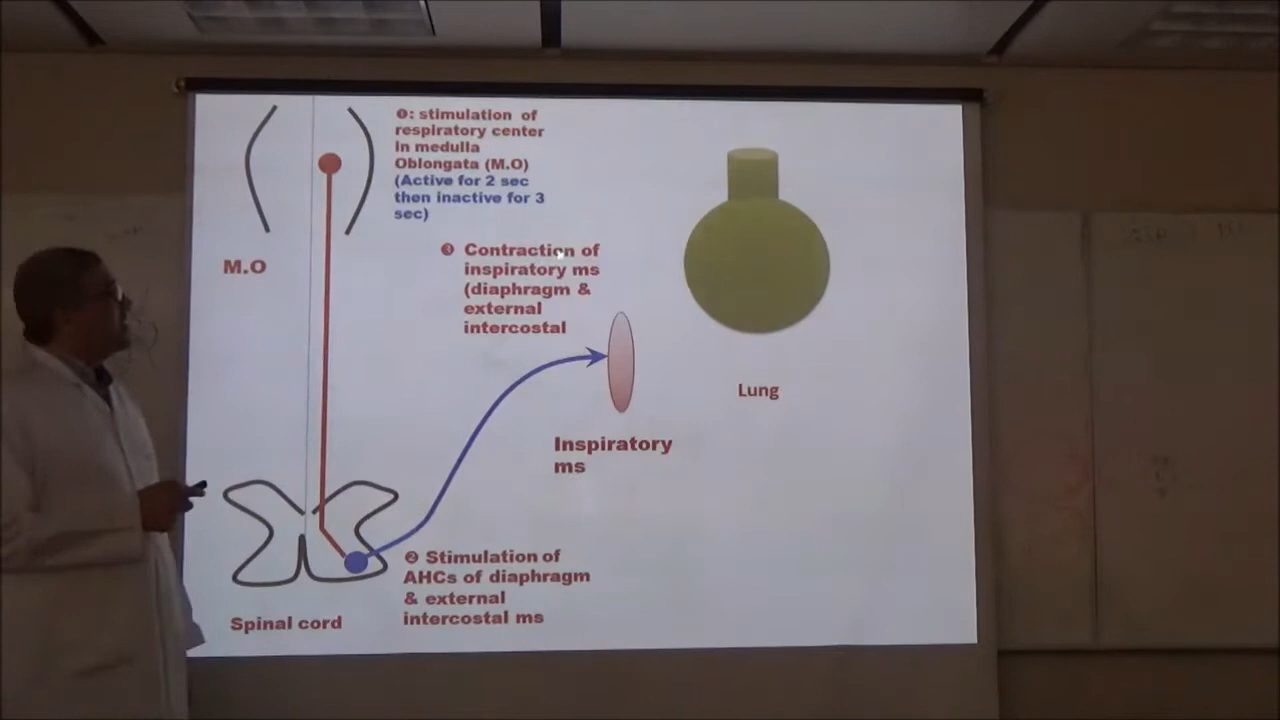 ❶: stimulation of
respiratory center
in medulla
Oblongata (M.O)
(Active for 2 sec
then inactive for 3
sec)
M.O
❸ Contraction of
inspiratory ms
(diaphragm &
external
intercostal
Lung
Inspiratory
ms
❷ Stimulation of
AHCs of diaphragm
& external
intercostal ms
Spinal cord